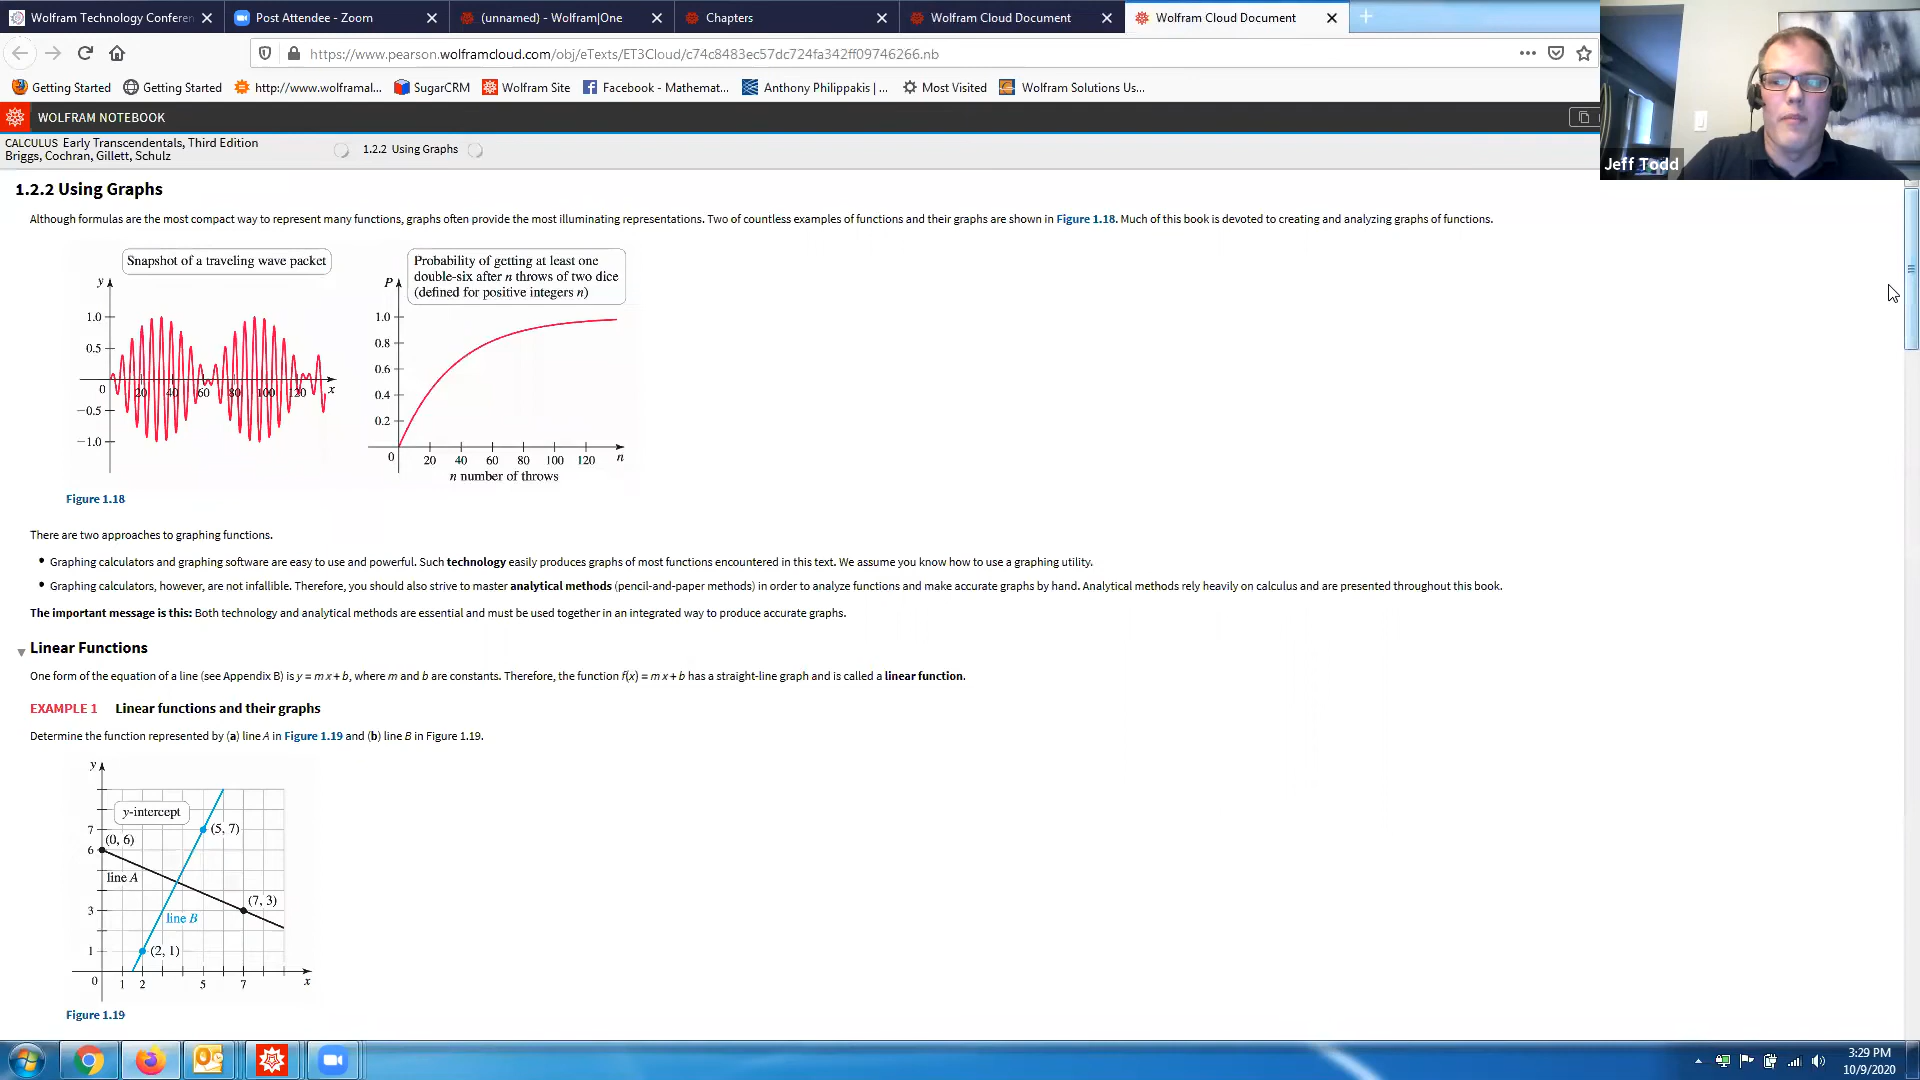 Wolfram Technology Conferen
Post Attendee - Zoom
(unnamed) - Wolfram|One
Chapters
Wolfram Cloud Document
Wolfram Cloud Document
https://www.pearson.wolframcloud.com/obj/eTexts/ET3Cloud/c74c8483ec57dc724fa342ff09746266.nb
Getting Started
Getting Started
http://www.wolframal...
SugarCRM
Wolfram Site
Facebook - Mathemat...
Anthony Philippakis | ...
Most Visited
Wolfram Solutions Us...
WOLFRAM NOTEBOOK
CALCULUS Early Transcendentals, Third Edition
Briggs, Cochran, Gillett, Schulz
1.2.2 Using Graphs
Jeff Todd
1.2.2 Using Graphs
Although formulas are the most compact way to represent many functions, graphs often provide the most illuminating representations. Two of countless examples of functions and their graphs are shown in Figure 1.18. Much of this book is devoted to creating and analyzing graphs of functions.
Snapshot of a traveling wave packet
y
1.0
0.5
0
−0.5
−1.0
20 40 60 80 100 120 x
Probability of getting at least one
double-six after n throws of two dice
(defined for positive integers n)
P
1.0
0.8
0.6
0.4
0.2
0 20 40 60 80 100 120 n
n number of throws
Figure 1.18
There are two approaches to graphing functions.
• Graphing calculators and graphing software are easy to use and powerful. Such technology easily produces graphs of most functions encountered in this text. We assume you know how to use a graphing utility.
• Graphing calculators, however, are not infallible. Therefore, you should also strive to master analytical methods (pencil-and-paper methods) in order to analyze functions and make accurate graphs by hand. Analytical methods rely heavily on calculus and are presented throughout this book.
The important message is this: Both technology and analytical methods are essential and must be used together in an integrated way to produce accurate graphs.
Linear Functions
One form of the equation of a line (see Appendix B) is y = m x + b, where m and b are constants. Therefore, the function f(x) = m x + b has a straight-line graph and is called a linear function.
EXAMPLE 1 Linear functions and their graphs
Determine the function represented by (a) line A in Figure 1.19 and (b) line B in Figure 1.19.
y
y-intercept
7
(5, 7)
(0, 6)
6
line A
(7, 3)
3
line B
1
(2, 1)
0 1 2 5 7 x
Figure 1.19
3:29 PM
10/9/2020